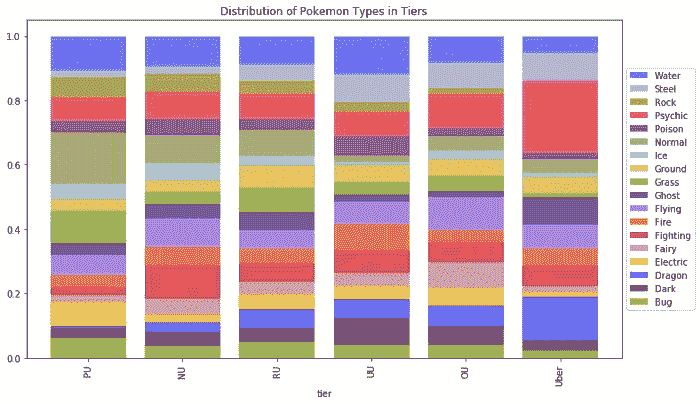 Distribution of Pokemon Types in Tiers
1.0
0.8
0.6
0.4
0.2
0.0
PU
NU
RU
UU
OU
Uber
tier
Water
Steel
Rock
Psychic
Poison
Normal
Ice
Ground
Grass
Ghost
Flying
Fire
Fighting
Fairy
Electric
Dragon
Dark
Bug